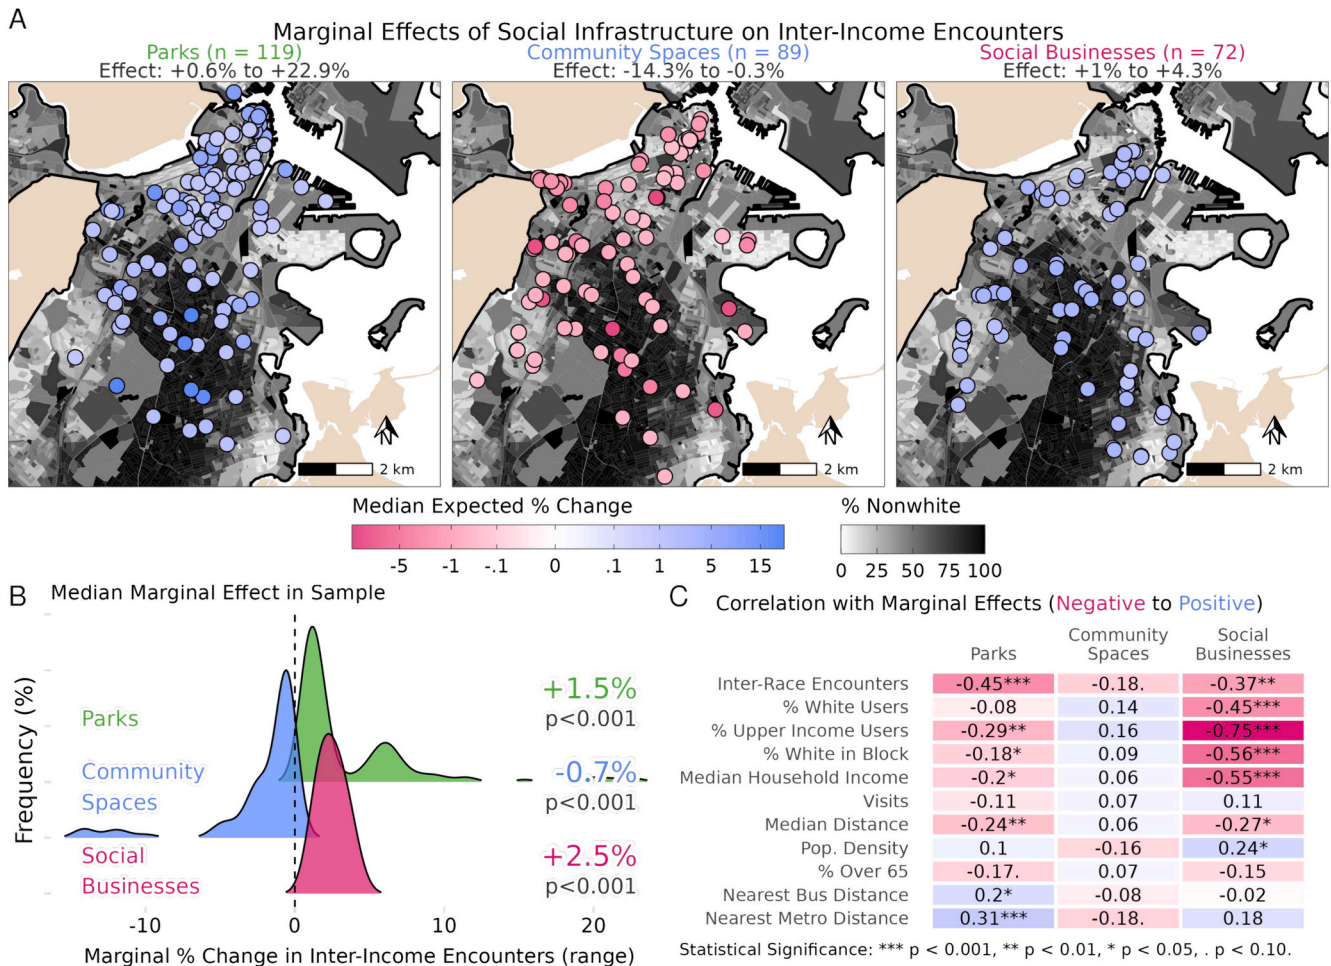 A
Marginal Effects of Social Infrastructure on Inter-Income Encounters
Parks (n = 119)
Effect: +0.6% to +22.9%
Community Spaces (n = 89)
Effect: -14.3% to -0.3%
Social Businesses (n = 72)
Effect: +1% to +4.3%
2 km
2 km
2 km
Median Expected % Change
-5 -1 -.1 0 .1 1 5 15
% Nonwhite
0 25 50 75 100
B
Median Marginal Effect in Sample
Frequency (%)
Parks
+1.5%
p<0.001
Community
Spaces
-0.7%
p<0.001
Social
Businesses
+2.5%
p<0.001
-10 0 10 20
Marginal % Change in Inter-Income Encounters (range)
C
Correlation with Marginal Effects (Negative to Positive)
Parks Community Spaces Social Businesses
Inter-Race Encounters -0.45*** -0.18. -0.37**
% White Users -0.08 0.14 -0.45***
% Upper Income Users -0.29** 0.16 -0.75***
% White in Block -0.18* 0.09 -0.56***
Median Household Income -0.2* 0.06 -0.55***
Visits -0.11 0.07 0.11
Median Distance -0.24** 0.06 -0.27*
Pop. Density 0.1 -0.16 0.24*
% Over 65 -0.17. 0.07 -0.15
Nearest Bus Distance 0.2* -0.08 -0.02
Nearest Metro Distance 0.31*** -0.18. 0.18
Statistical Significance: *** p < 0.001, ** p < 0.01, * p < 0.05, . p < 0.10.